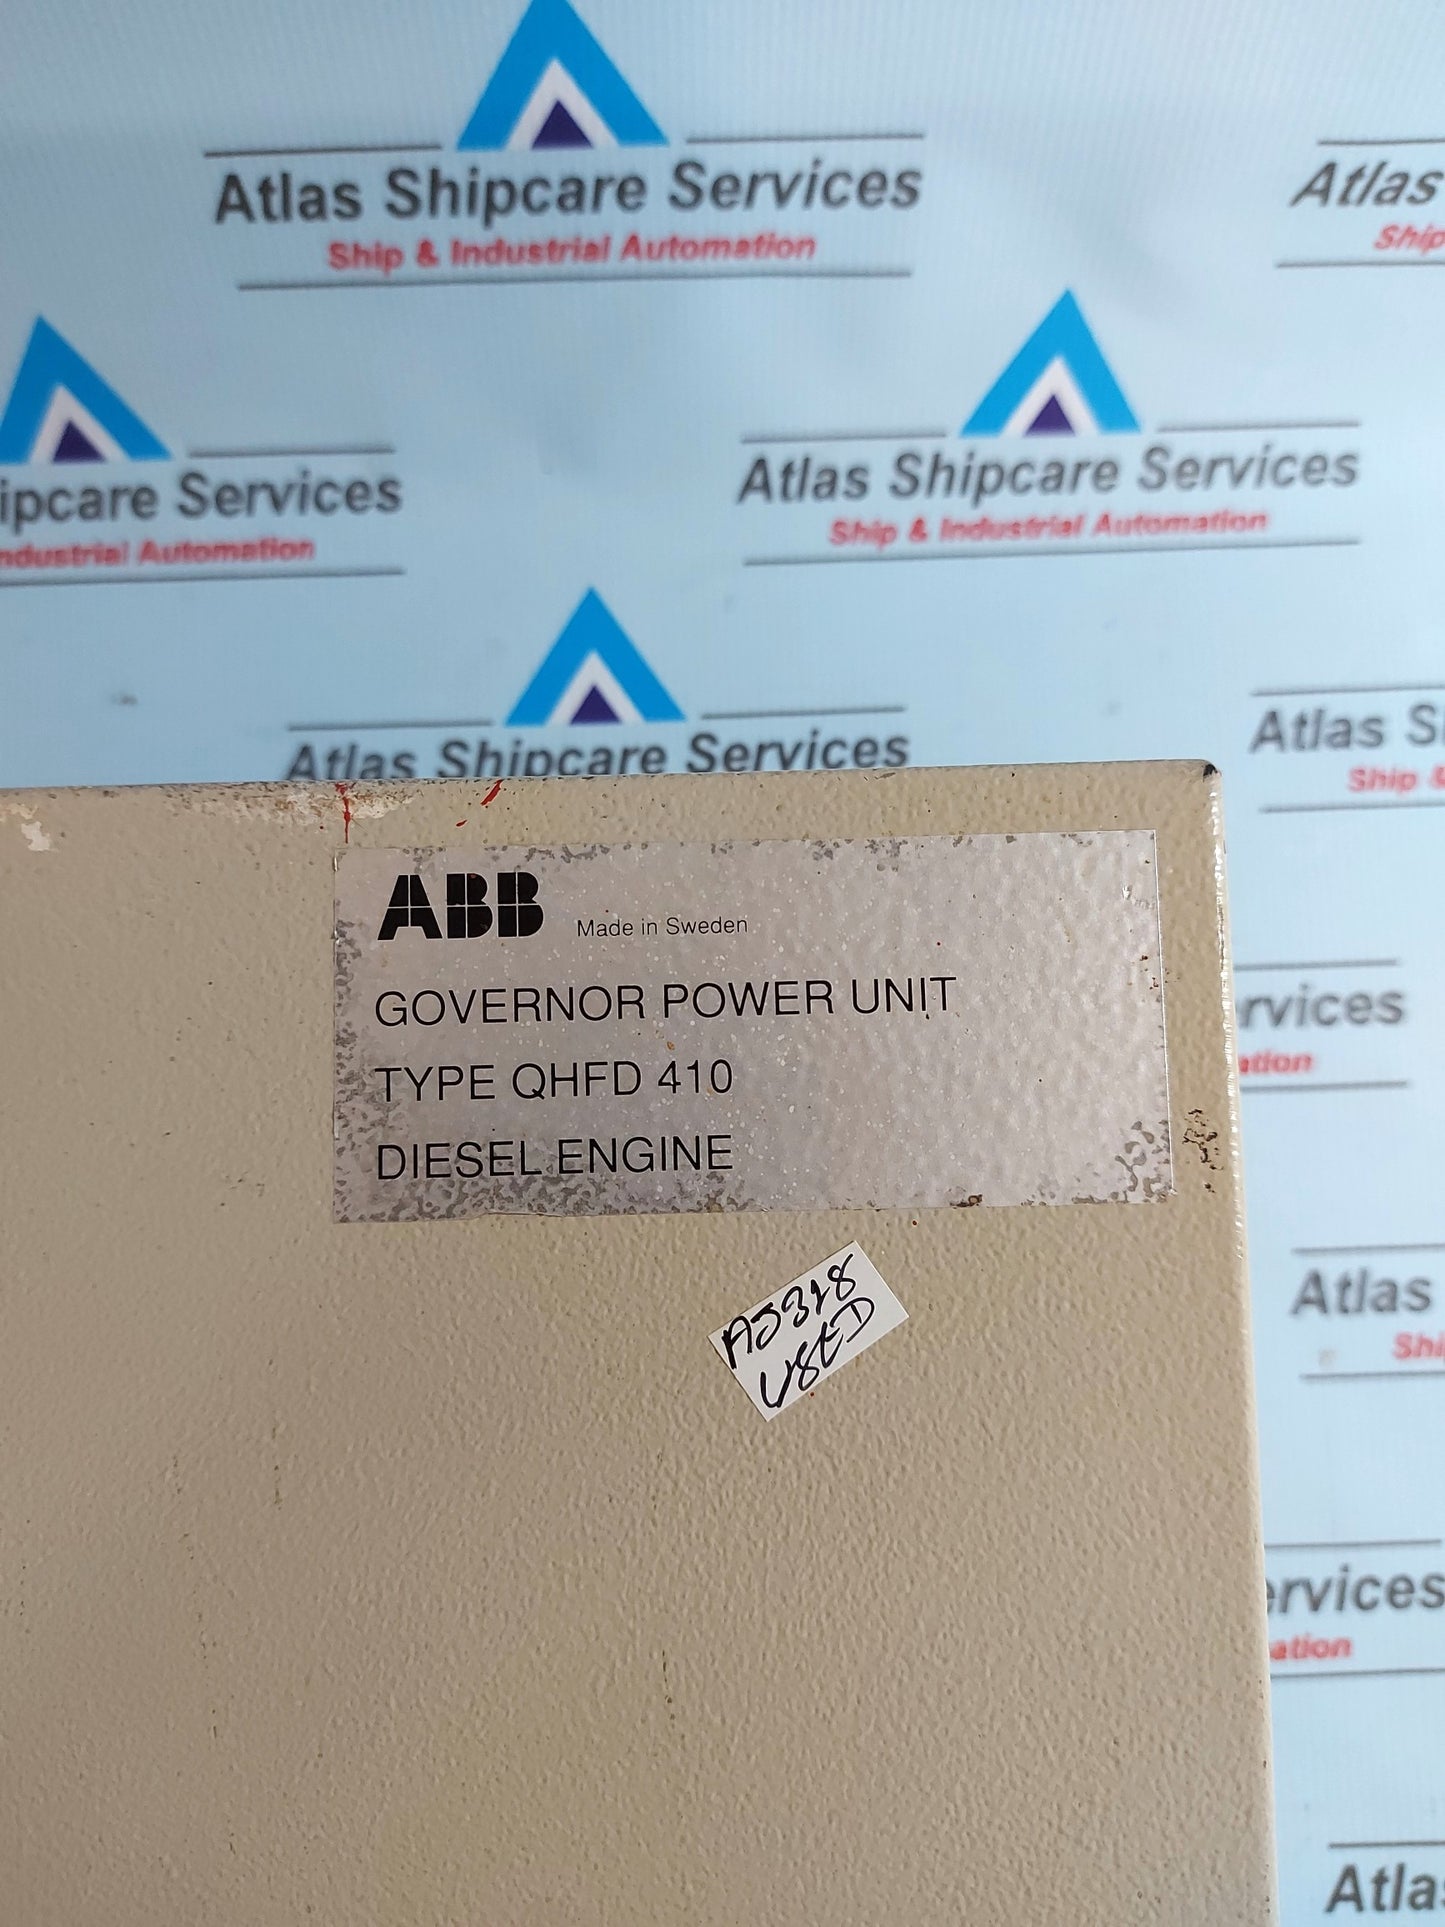 Atlas Shipcare Services
Ship & Industrial Automation
Atlas
Ship
ipcare Services
ndustrial Automation
Atlas Shipcare Services
Ship & Industrial Automation
Atlas Shipcare Services
Atlas S
Ship &
ABB Made in Sweden
GOVERNOR POWER UNIT
TYPE QHFD 410
DIESEL ENGINE
rvices
ation
Atlas
Shi
USED
ervices
ation
Atla